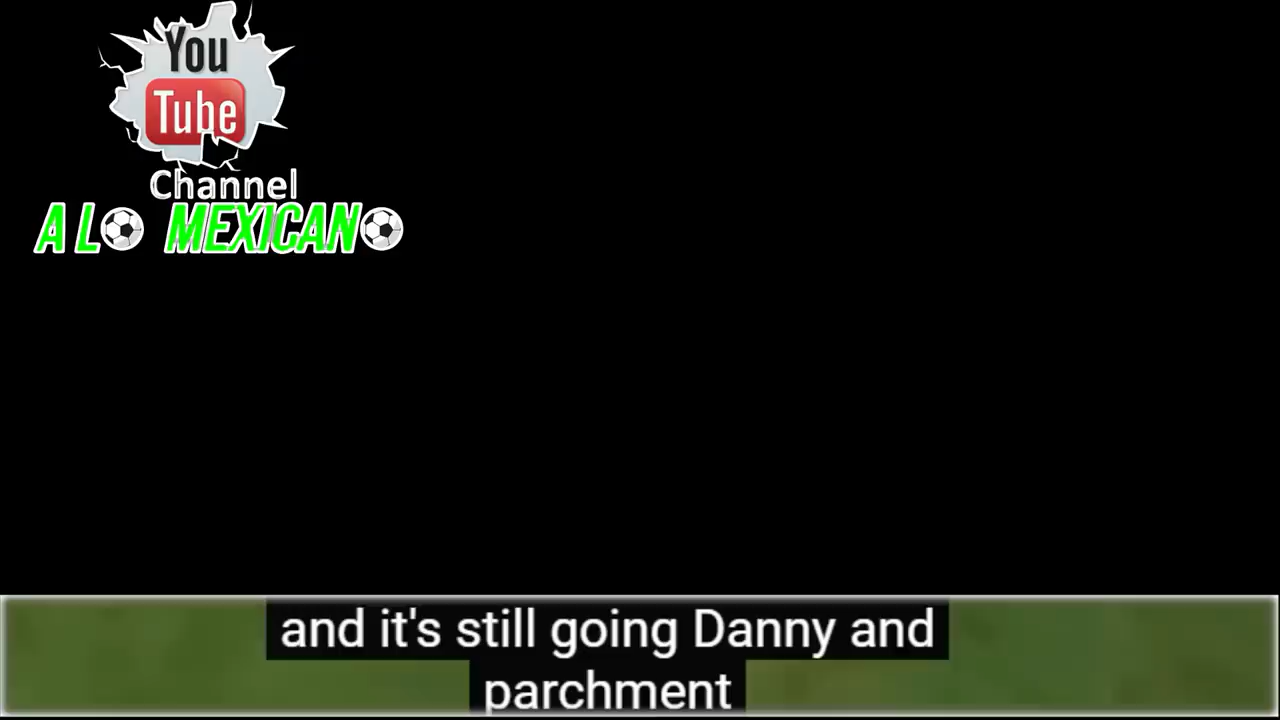 You
Tube
Channel
A LO MEXICANO
and it's still going Danny and
parchment